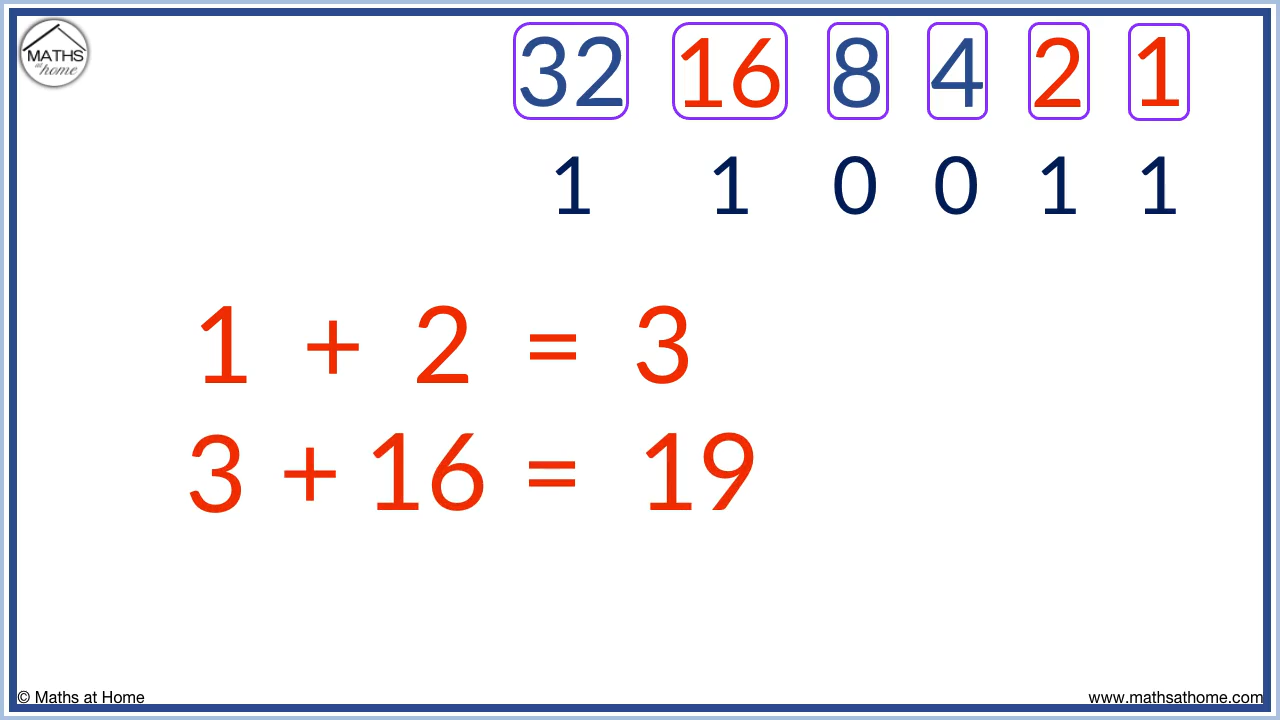 MATHS
at home
32 16 8 4 2 1
1 1 0 0 1 1
1 + 2 = 3
3 + 16 = 19
© Maths at Home
www.mathsathome.com